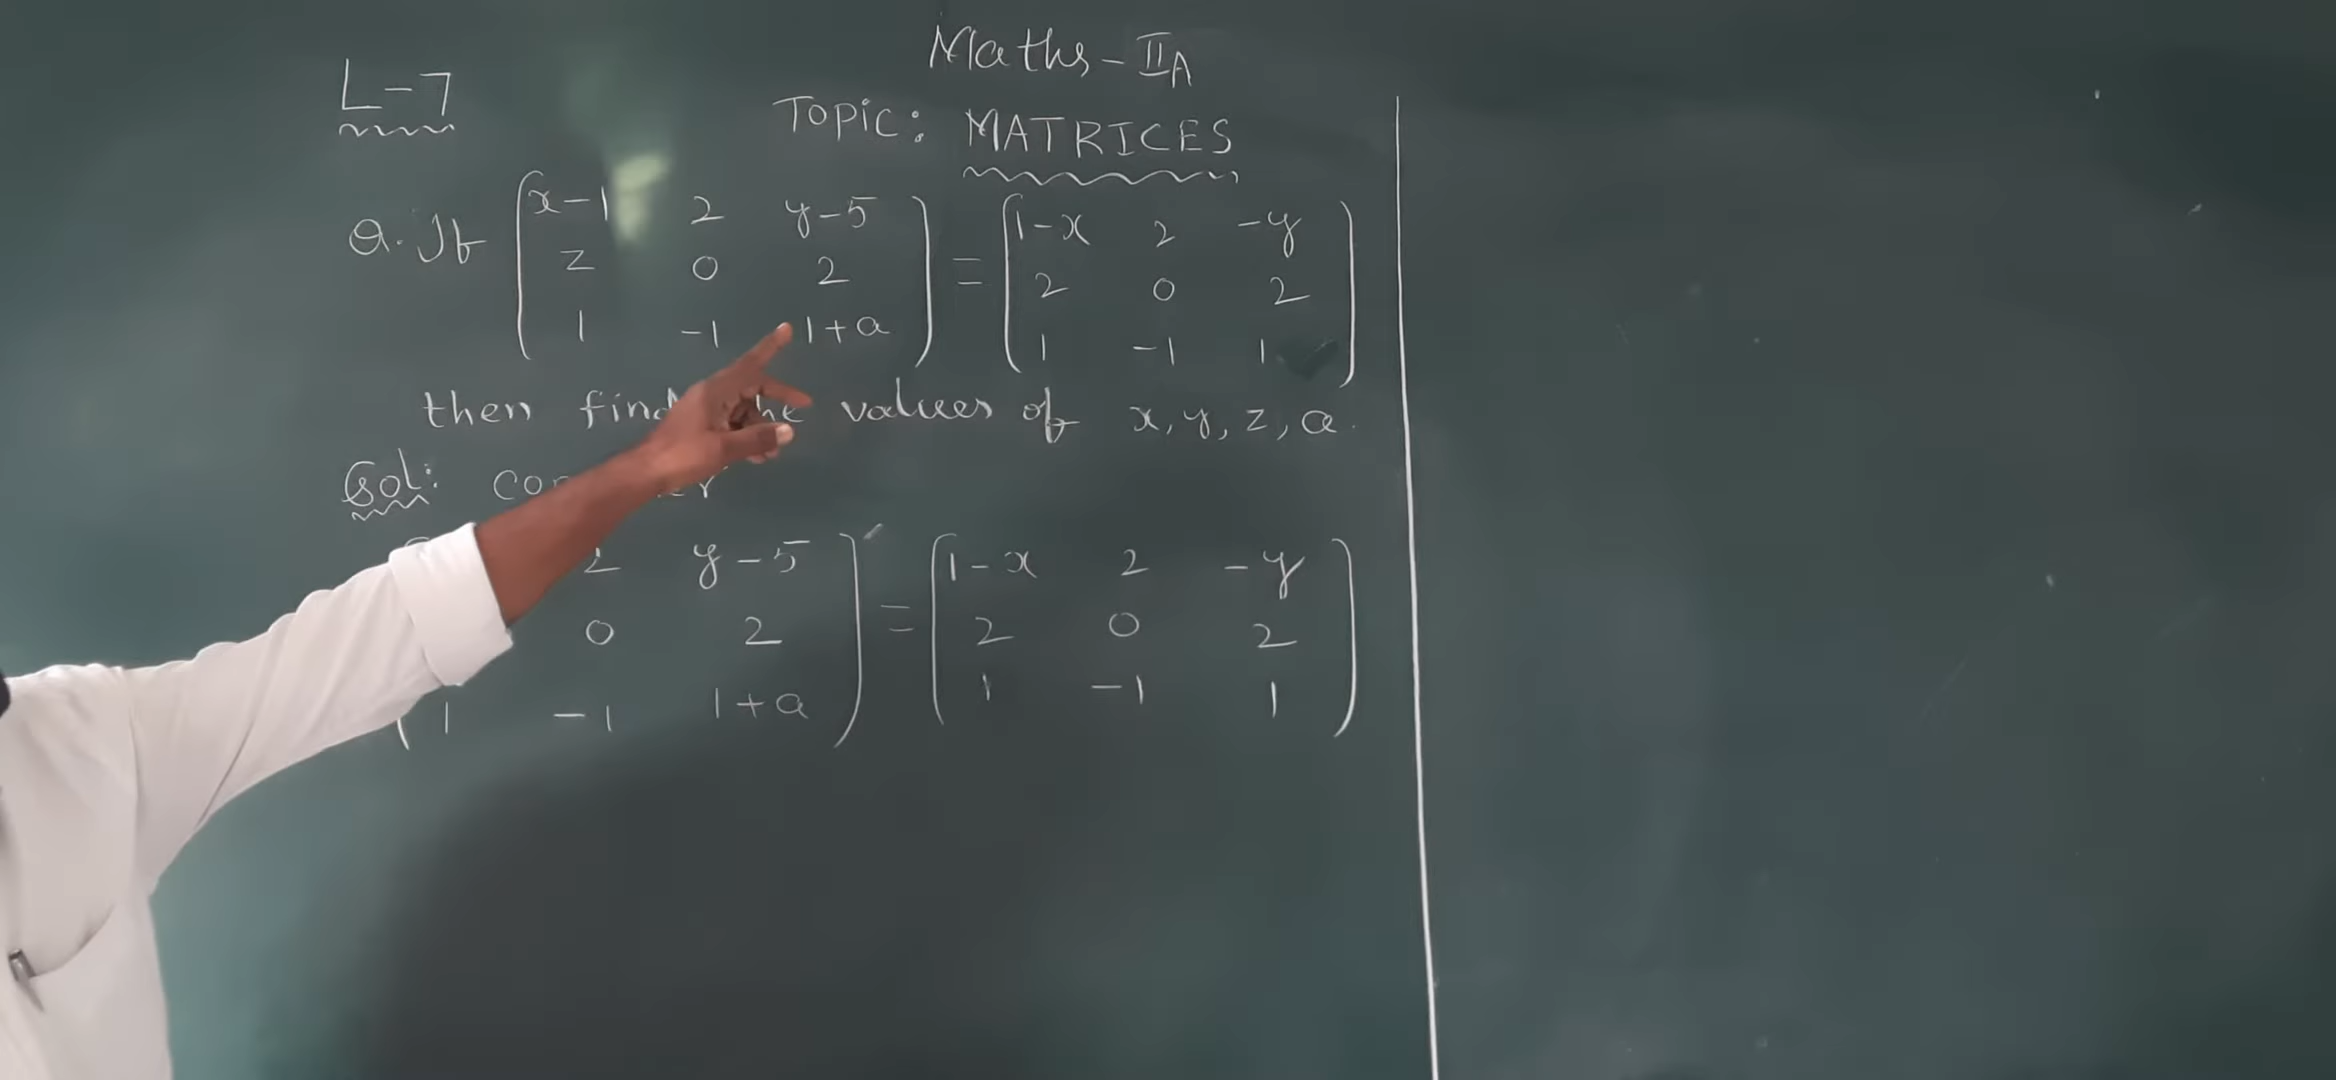 Maths - IIA
L-7
Topic: MATRICES
Q. If [x-1 2 y-5] = [1-x 2 -y]
[z 0 2] [2 0 2]
[1 -1 1+a] [1 -1 1]
then find values of x, y, z, a.
Sol:
2 y-5] = [1-x 2 -y]
0 2] [2 0 2]
1 -1 1+a] [1 -1 1]